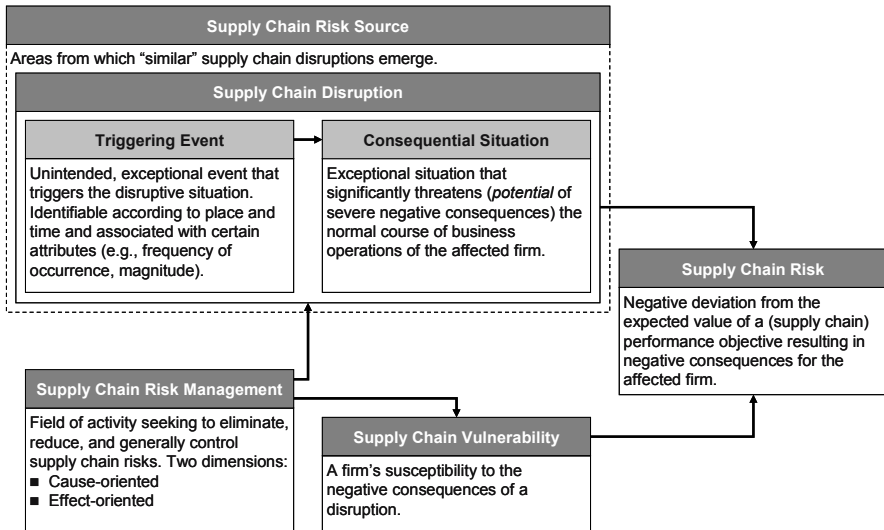 Supply Chain Risk Source
Areas from which “similar” supply chain disruptions emerge.
Supply Chain Disruption
Triggering Event
Unintended, exceptional event that
triggers the disruptive situation.
Identifiable according to place and
time and associated with certain
attributes (e.g., frequency of
occurrence, magnitude).
Consequential Situation
Exceptional situation that
significantly threatens (potential of
severe negative consequences) the
normal course of business
operations of the affected firm.
Supply Chain Risk
Negative deviation from the
expected value of a (supply chain)
performance objective resulting in
negative consequences for the
affected firm.
Supply Chain Risk Management
Field of activity seeking to eliminate,
reduce, and generally control
supply chain risks. Two dimensions:
■ Cause-oriented
■ Effect-oriented
Supply Chain Vulnerability
A firm’s susceptibility to the
negative consequences of a
disruption.